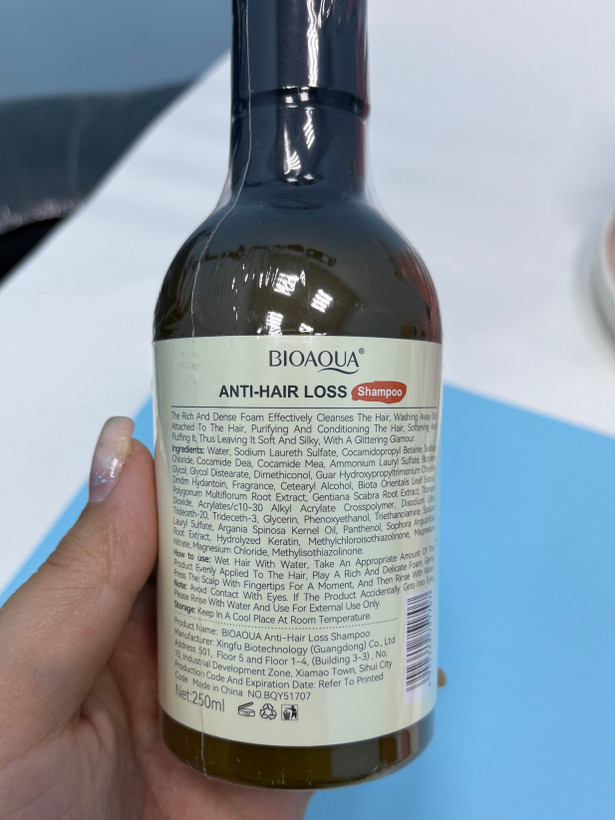 BIOAQUA®
ANTI-HAIR LOSS Shampoo
The Rich And Dense Foam Effectively Cleanses The Hair, Washing Away
Attached To The Hair, Purifying And Conditioning The Hair, Softening
Fluffing It, Thus Leaving It Soft And Silky, With A Glittering Glamour
Ingredients: Water, Sodium Laureth Sulfate, Cocamidopropyl Betaine,
Chloride, Cocamide Dea, Cocamide Mea, Ammonium Lauryl Sulfate,
Glycol, Glycol Distearate, Dimethiconol, Guar Hydroxypropyltrimonium
Dmdm Hydantoin, Fragrance, Cetearyl Alcohol, Biota Orientalis Leaf
Polygonum Multiflorum Root Extract, Gentiana Scabra Root Extract,
Dioxide, Acrylates/c10-30 Alkyl Acrylate Crosspolymer, Disodium
Trideceth-20, Trideceth-3, Glycerin, Phenoxyethanol, Triethanolamine,
Lauryl Sulfate, Argania Spinosa Kernel Oil, Panthenol, Sophora
Root Extract, Hydrolyzed Keratin, Methylchloroisothiazolinone,
Nitrate, Magnesium Chloride, Methylisothiazolinone.
How to use: Wet Hair With Water, Take An Appropriate Amount Of
Product Evenly Applied To The Hair, Play A Rich And Delicate Foam,
Press The Scalp With Fingertips For A Moment, And Then Rinse With
Note: Avoid Contact With Eyes. If The Product Accidentally Gets Into
Please Rinse With Water And Use For External Use Only.
Storage: Keep In A Cool Place At Room Temperature.
Product Name: BIOAOUA Anti-Hair Loss Shampoo
Manufacturer: Xingfu Biotechnology (Guangdong) Co., Ltd
Address: 501, Floor 5 and Floor 1-4, (Building 3-3), No.
15, Industrial Development Zone, Xiamao Town, Sihui City
Production Code And Expiration Date: Refer To Printed
Code Made in China NO.BQY51707
Net:250ml